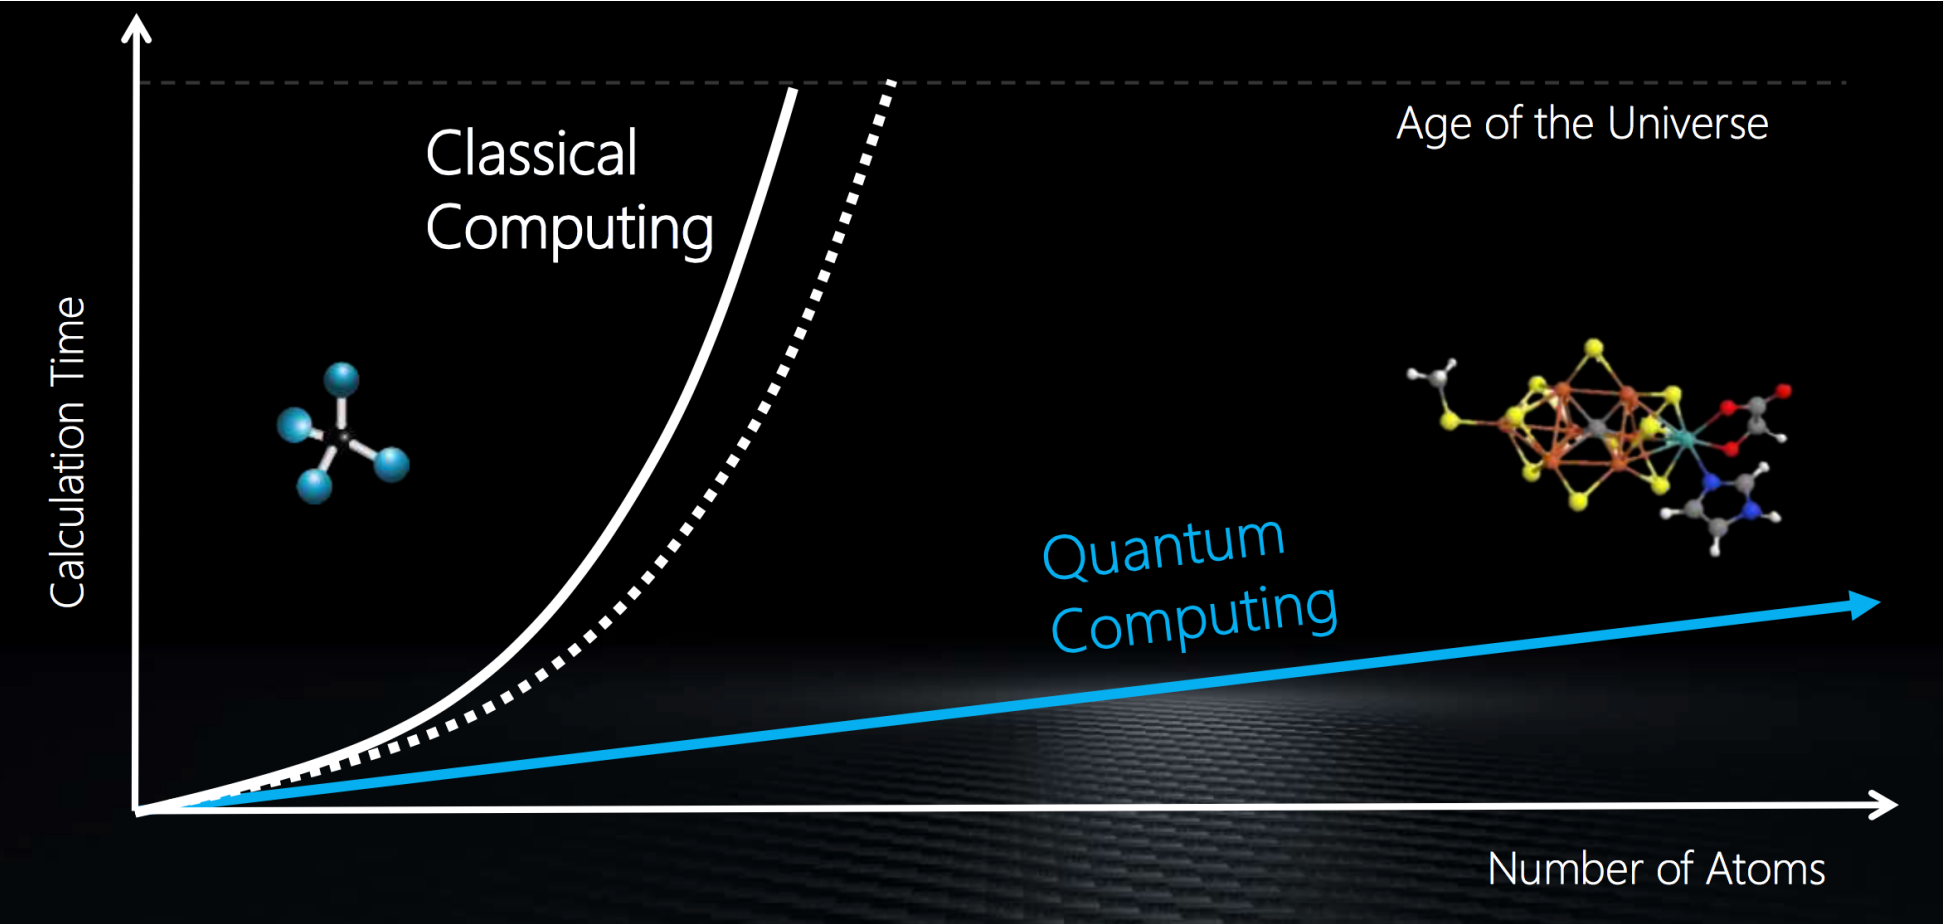 Classical
Computing
Age of the Universe
Calculation Time
Quantum
Computing
Number of Atoms